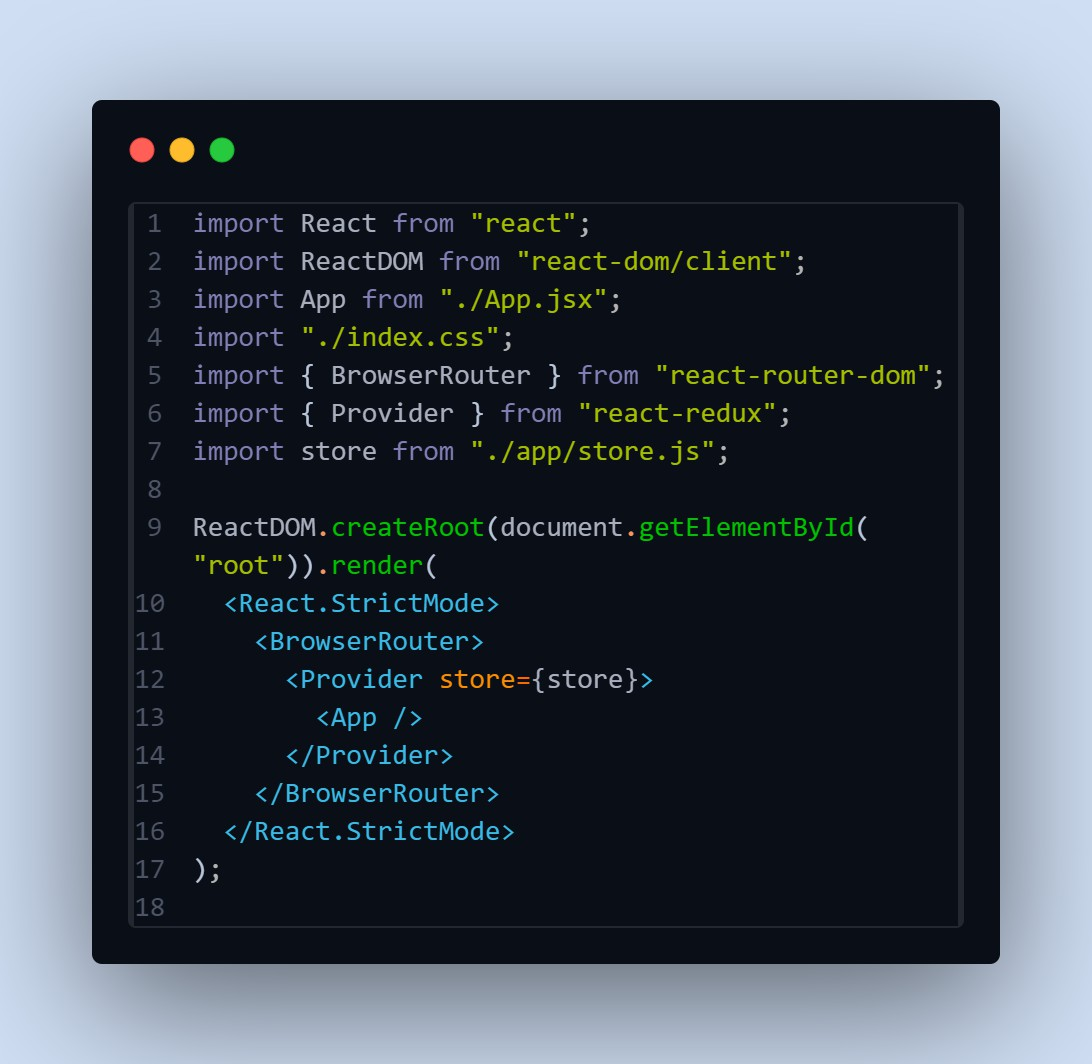 1 import React from "react";
2 import ReactDOM from "react-dom/client";
3 import App from "./App.jsx";
4 import "./index.css";
5 import { BrowserRouter } from "react-router-dom";
6 import { Provider } from "react-redux";
7 import store from "./app/store.js";
8
9 ReactDOM.createRoot(document.getElementById(
"root")).render(
10   <React.StrictMode>
11     <BrowserRouter>
12       <Provider store={store}>
13         <App />
14       </Provider>
15     </BrowserRouter>
16   </React.StrictMode>
17 );
18